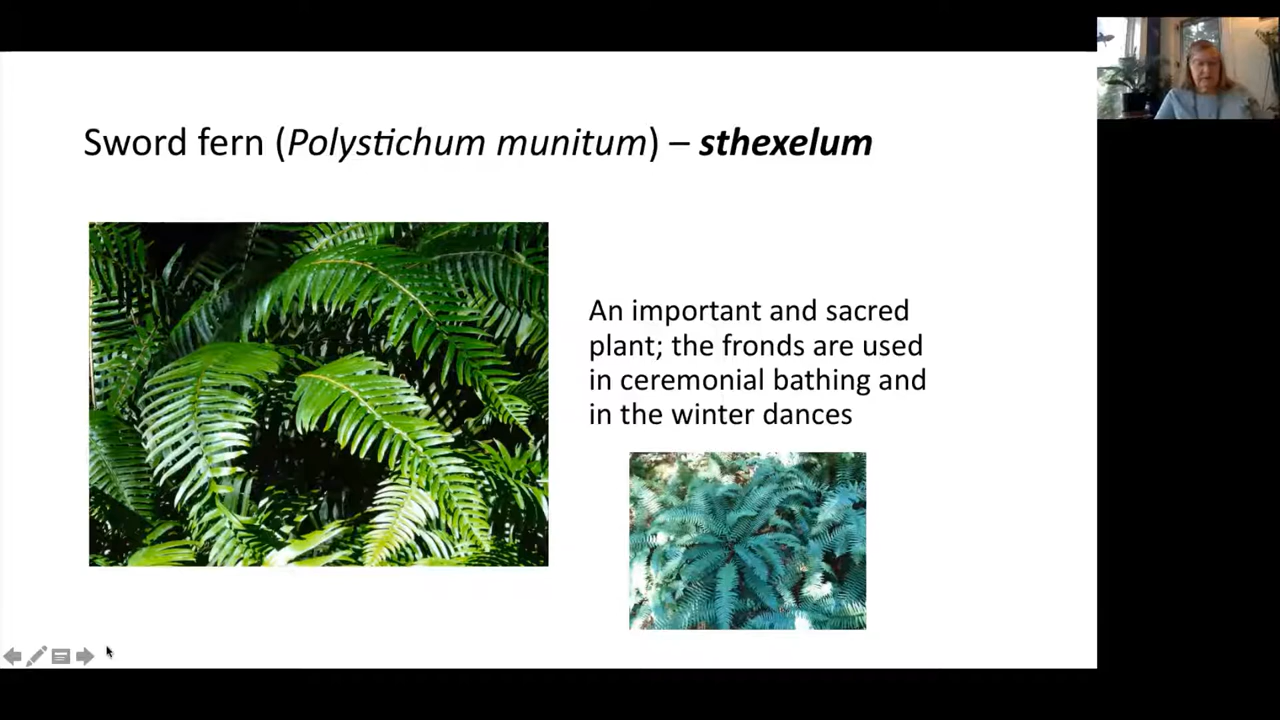 Sword fern (Polystichum munitum) – sthexelum
An important and sacred
plant; the fronds are used
in ceremonial bathing and
in the winter dances